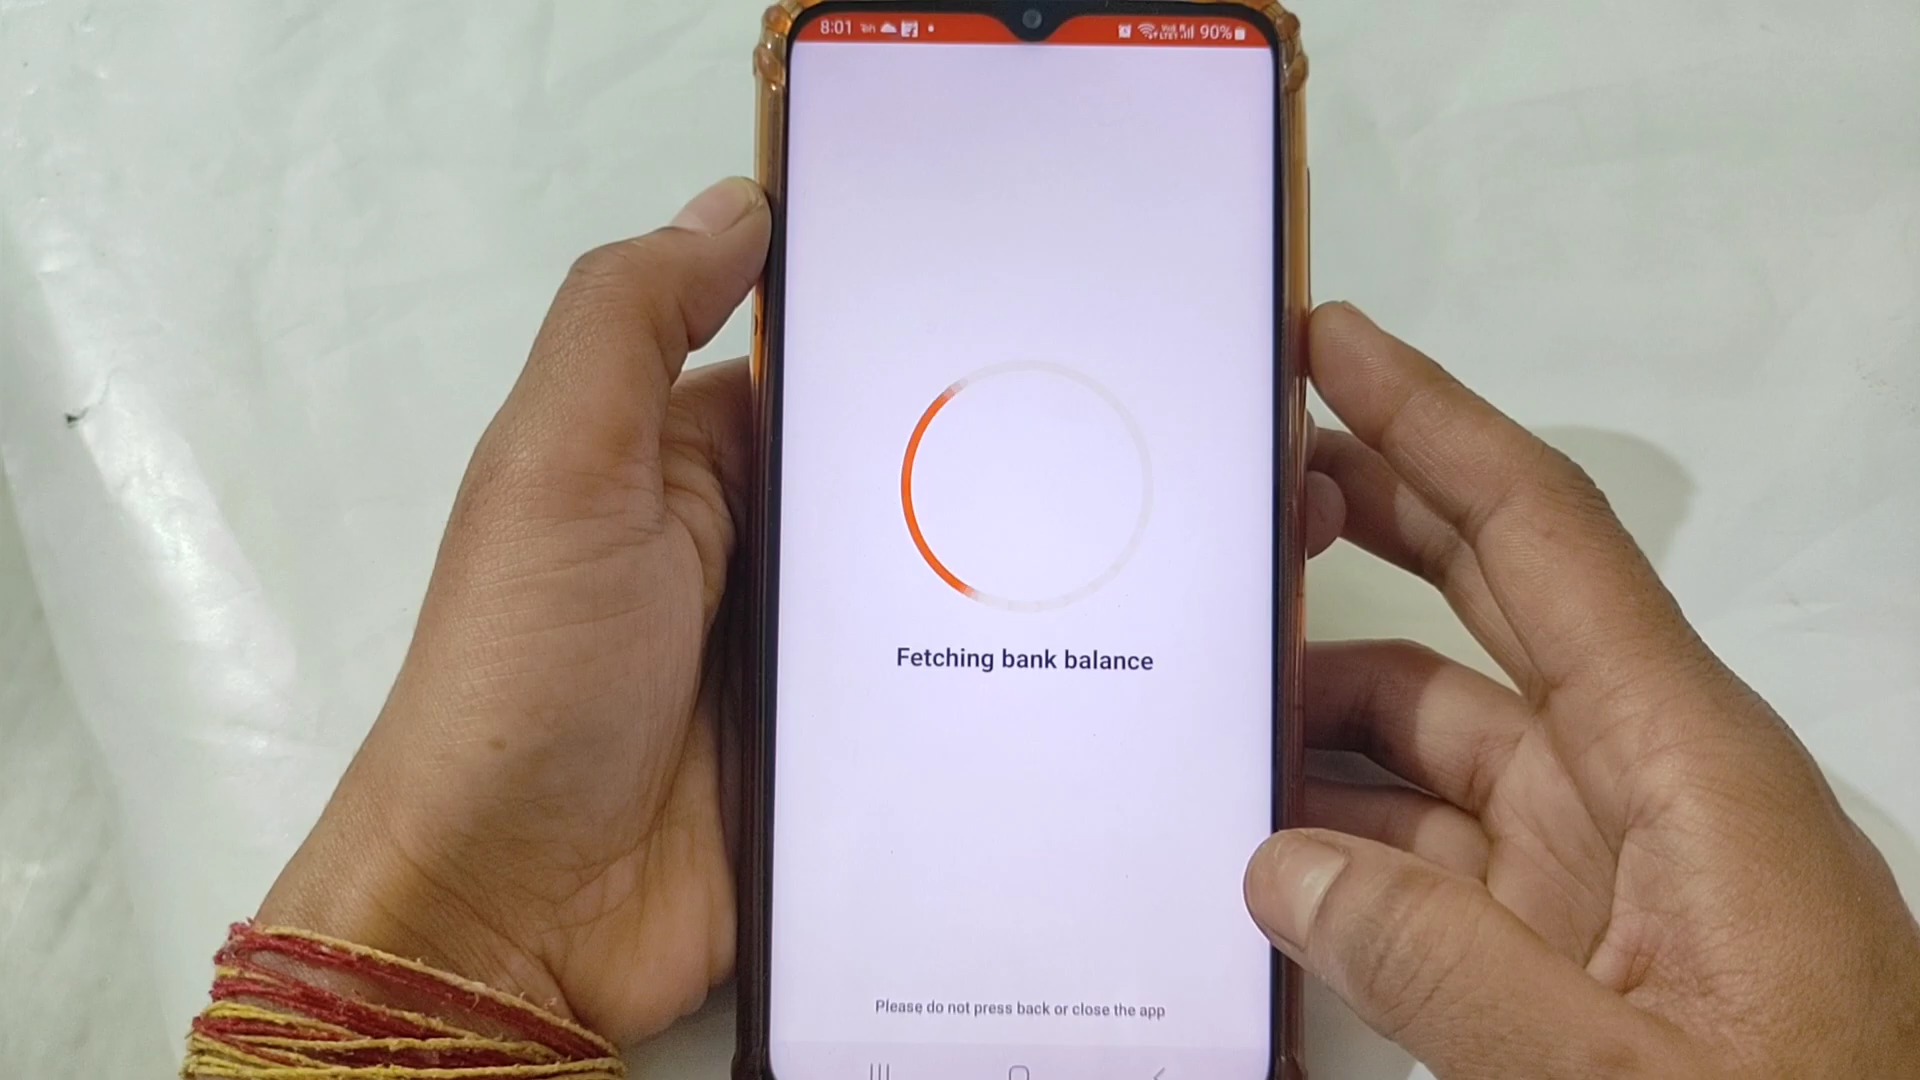 8:01
90%
Fetching bank balance
Please do not press back or close the app